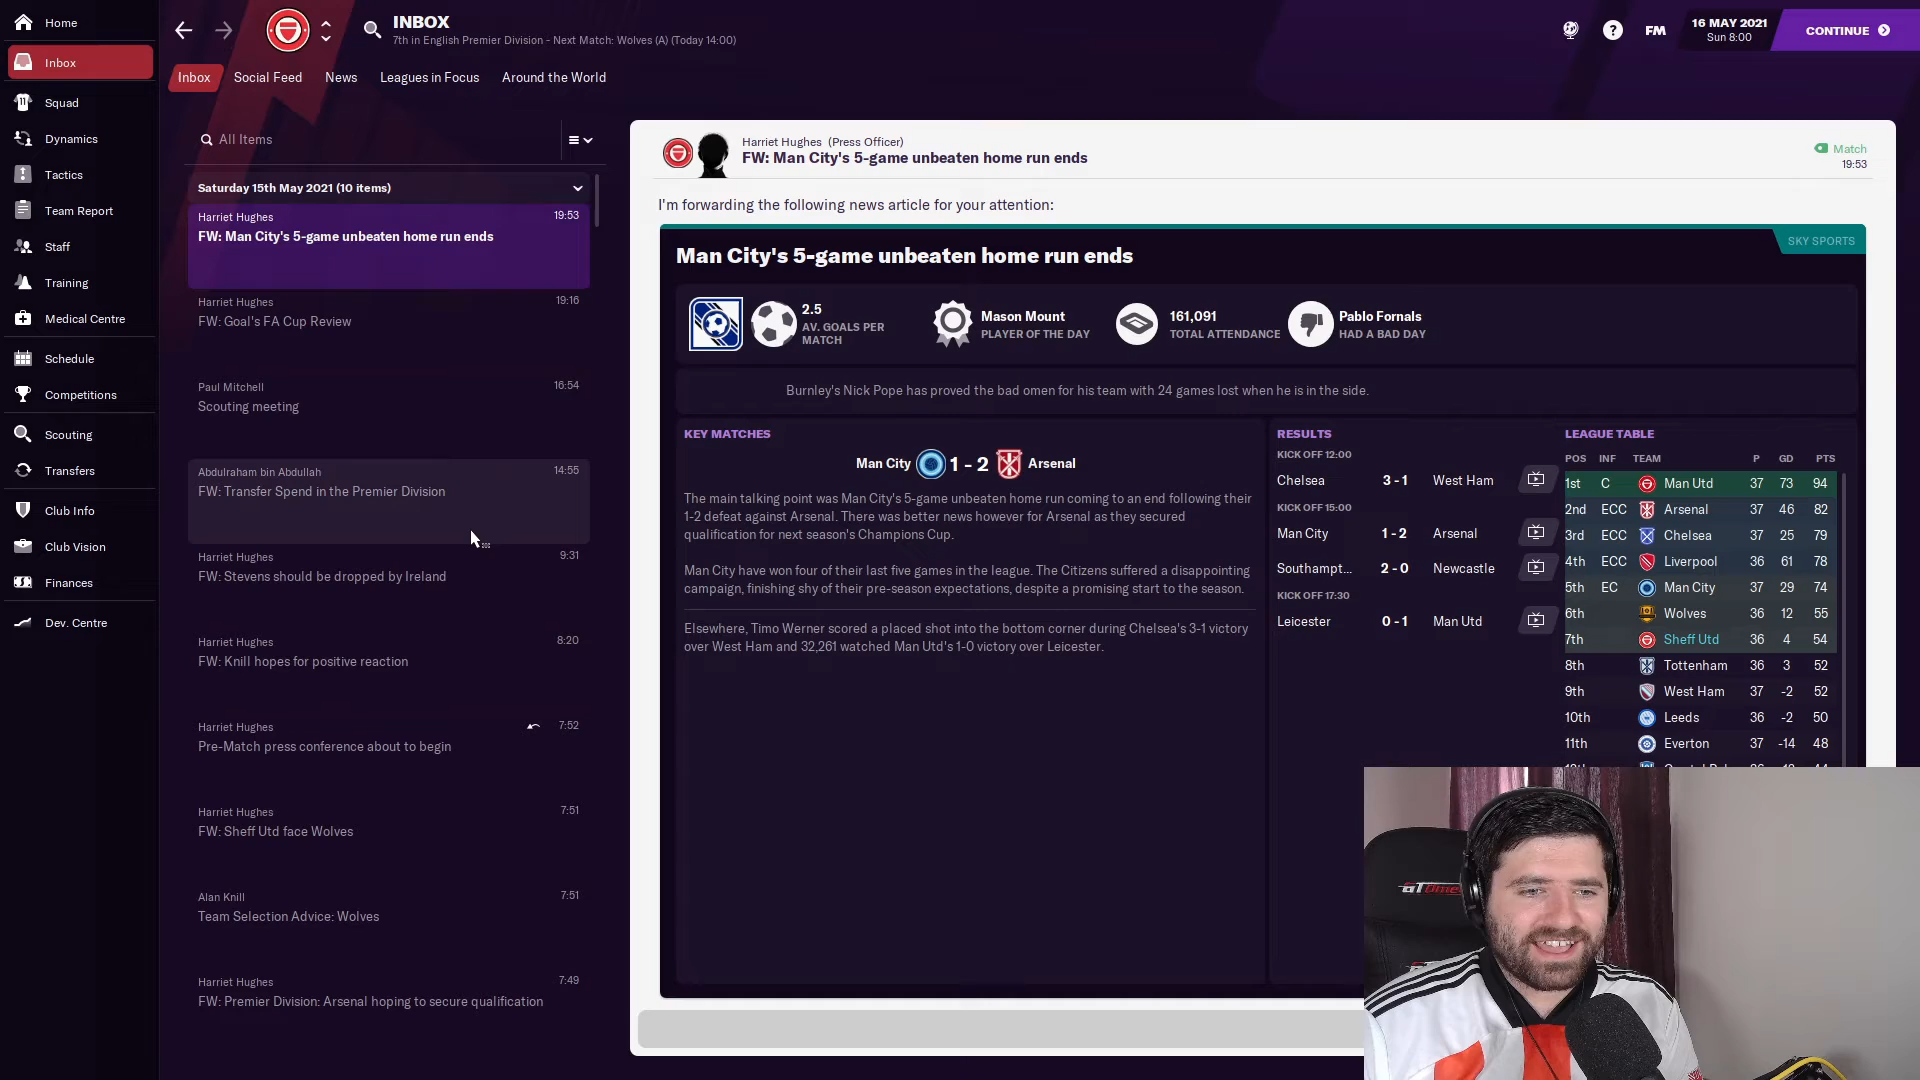 Home
Inbox
Squad
Dynamics
Tactics
Team Report
Staff
Training
Medical Centre
Schedule
Competitions
Scouting
Transfers
Club Info
Club Vision
Finances
Dev. Centre
INBOX
7th in English Premier Division - Next Match: Wolves (A) (Today 14:00)
FM
16 MAY 2021
Sun 8:00
CONTINUE
Inbox Social Feed News Leagues in Focus Around the World
All Items
Saturday 15th May 2021 (10 items)
Harriet Hughes 19:53
FW: Man City's 5-game unbeaten home run ends
Harriet Hughes 19:16
FW: Goal's FA Cup Review
Paul Mitchell 16:54
Scouting meeting
Abdulraham bin Abdullah 14:55
FW: Transfer Spend in the Premier Division
Harriet Hughes 9:31
FW: Stevens should be dropped by Ireland
Harriet Hughes 8:20
FW: Knill hopes for positive reaction
Harriet Hughes 7:52
Pre-Match press conference about to begin
Harriet Hughes 7:51
FW: Sheff Utd face Wolves
Alan Knill 7:51
Team Selection Advice: Wolves
Harriet Hughes 7:49
FW: Premier Division: Arsenal hoping to secure qualification
Harriet Hughes (Press Officer)
FW: Man City's 5-game unbeaten home run ends
Match
19:53
I'm forwarding the following news article for your attention:
Man City's 5-game unbeaten home run ends
SKY SPORTS
2.5
AV. GOALS PER
MATCH
Mason Mount
PLAYER OF THE DAY
161,091
TOTAL ATTENDANCE
Pablo Fornals
HAD A BAD DAY
Burnley's Nick Pope has proved the bad omen for his team with 24 games lost when he is in the side.
KEY MATCHES
Man City 1 - 2 Arsenal
The main talking point was Man City's 5-game unbeaten home run coming to an end following their
1-2 defeat against Arsenal. There was better news however for Arsenal as they secured
qualification for next season's Champions Cup.
Man City have won four of their last five games in the league. The Citizens suffered a disappointing
campaign, finishing shy of their pre-season expectations, despite a promising start to the season.
Elsewhere, Timo Werner scored a placed shot into the bottom corner during Chelsea's 3-1 victory
over West Ham and 32,261 watched Man Utd's 1-0 victory over Leicester.
RESULTS
KICK OFF 12:00
Chelsea 3 - 1 West Ham
KICK OFF 15:00
Man City 1 - 2 Arsenal
Southampt... 2 - 0 Newcastle
KICK OFF 17:30
Leicester 0 - 1 Man Utd
LEAGUE TABLE
POS INF TEAM P GD PTS
1st C Man Utd 37 73 94
2nd ECC Arsenal 37 46 82
3rd ECC Chelsea 37 25 79
4th ECC Liverpool 36 61 78
5th EC Man City 37 29 74
6th Wolves 36 12 55
7th Sheff Utd 36 4 54
8th Tottenham 36 3 52
9th West Ham 37 -2 52
10th Leeds 36 -2 50
11th Everton 37 -14 48